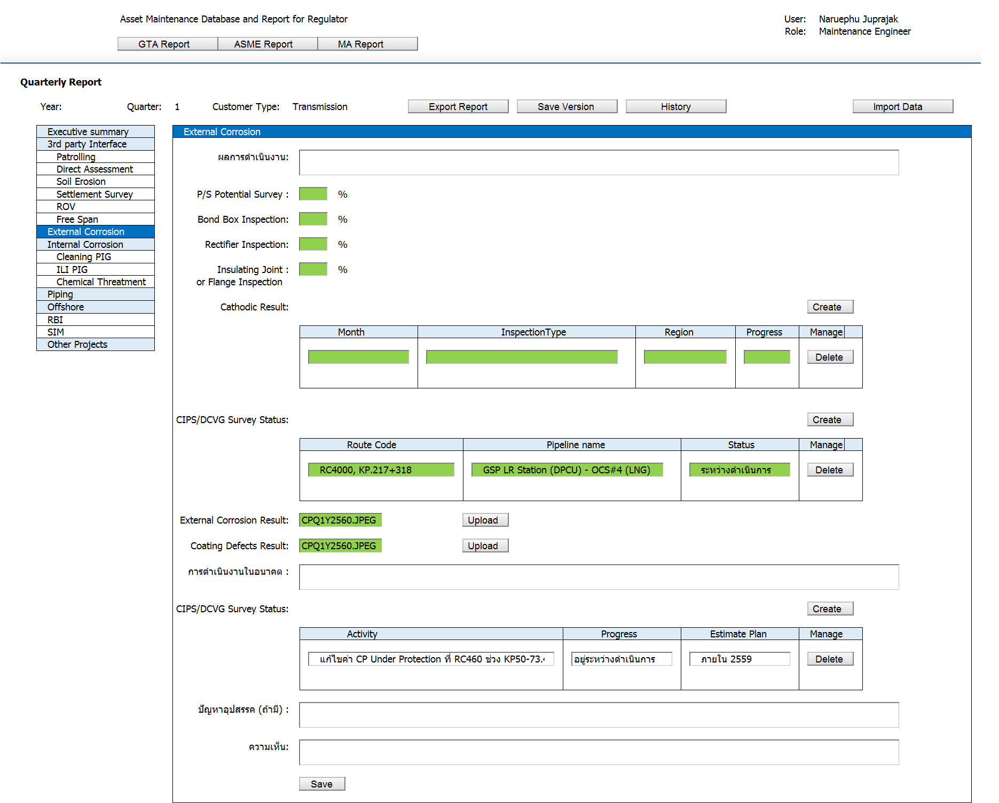 Asset Maintenance Database and Report for Regulator
User: Naruephu Juprajak
Role: Maintenance Engineer
GTA Report ASME Report MA Report
Quarterly Report
Year: Quarter: 1 Customer Type: Transmission Export Report Save Version History Import Data
Executive summary
3rd party Interface
Patrolling
Direct Assessment
Soil Erosion
Settlement Survey
ROV
Free Span
External Corrosion
Internal Corrosion
Cleaning PIG
ILI PIG
Chemical Threatment
Piping
Offshore
RBI
SIM
Other Projects
External Corrosion
ผลการดำเนินงาน:
P/S Potential Survey : %
Bond Box Inspection: %
Rectifier Inspection: %
Insulating Joint : %
or Flange Inspection
Cathodic Result: Create
Month InspectionType Region Progress Manage
Delete
CIPS/DCVG Survey Status: Create
Route Code Pipeline name Status Manage
RC4000, KP.217+318 GSP LR Station (DPCU) - OCS#4 (LNG) ระหว่างดำเนินการ Delete
External Corrosion Result: CPQ1Y2560.JPEG Upload
Coating Defects Result: CPQ1Y2560.JPEG Upload
การดำเนินงานในอนาคต :
CIPS/DCVG Survey Status: Create
Activity Progress Estimate Plan Manage
แก้ไขค่า CP Under Protection ที่ RC460 ช่วง KP50-73. อยู่ระหว่างดำเนินการ ภายใน 2559 Delete
ปัญหาอุปสรรค (ถ้ามี) :
ความเห็น:
Save